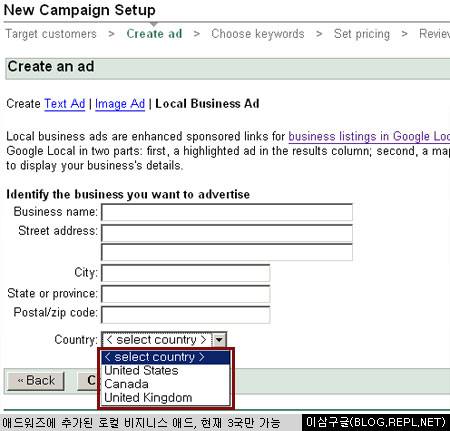 New Campaign Setup
Target customers > Create ad > Choose keywords > Set pricing > Review
Create an ad
Create Text Ad | Image Ad | Local Business Ad
Local business ads are enhanced sponsored links for business listings in Google Loc
Google Local in two parts: first, a highlighted ad in the results column; second, a ma
to display your business's details.
Identify the business you want to advertise
Business name:
Street address:
City:
State or province:
Postal/zip code:
Country: < select country >
< select country >
United States
Canada
United Kingdom
« Back C
애드워즈에 추가된 로컬 비지니스 애드, 현재 3국만 가능 이삼구글(BLOG.REPL.NET)